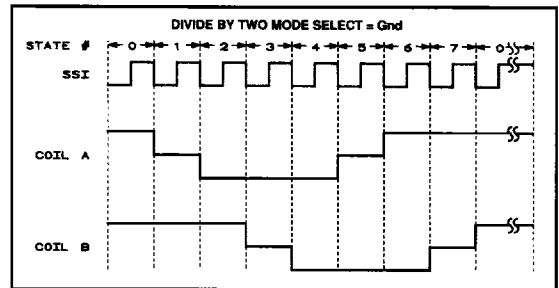 DIVIDE BY TWO MODE SELECT = Gnd
STATE # 0 1 2 3 4 5 6 7 0
SSI
COIL A
COIL B